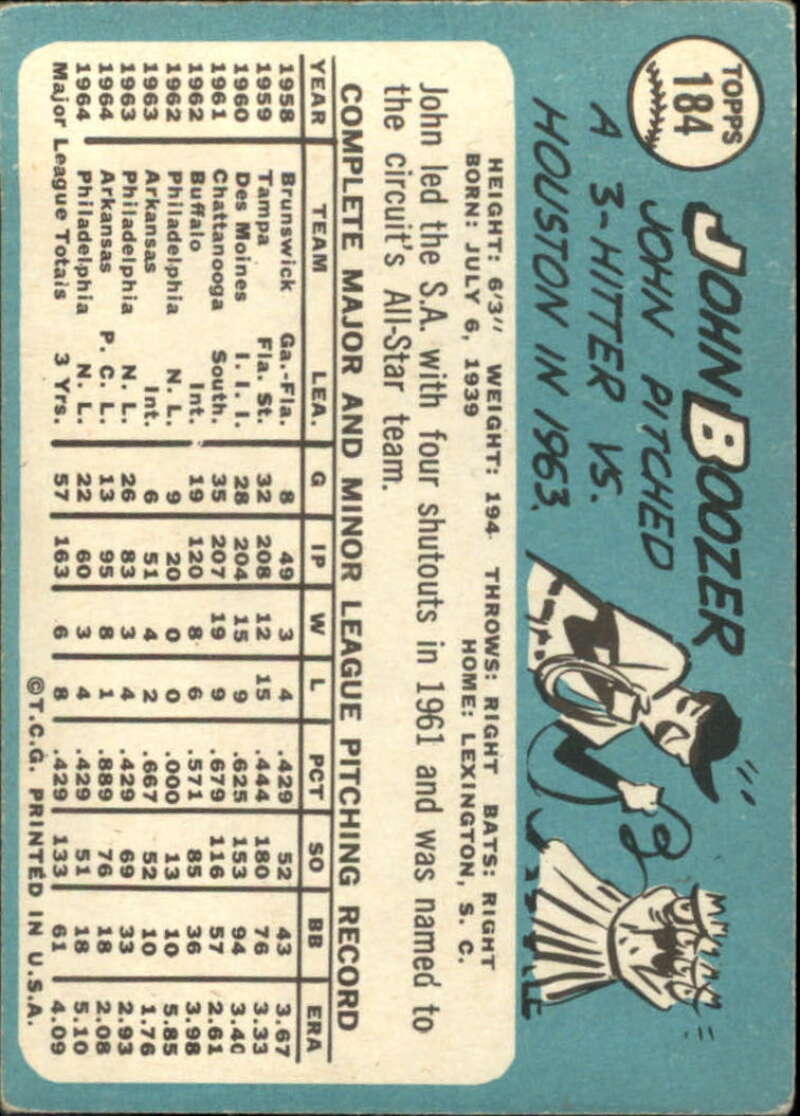 TOPPS
184
JOHN BOOZER
JOHN PITCHED
A 3-HITTER VS.
HOUSTON IN 1963.
HEIGHT: 6'3" WEIGHT: 194 THROWS: RIGHT BATS: RIGHT
BORN: JULY 6, 1939 HOME: LEXINGTON, S. C.
John led the S.A. with four shutouts in 1961 and was named to
the circuit's All-Star team.
COMPLETE MAJOR AND MINOR LEAGUE PITCHING RECORD
YEAR TEAM LEA. G IP W L PCT SO BB ERA
1958 Brunswick Ga.-Fla. 8 49 3 4 .429 52 43 3.67
1959 Tampa Fla. St. 32 208 12 15 .444 180 76 3.33
1960 Des Moines I. I. I. 28 204 15 9 .625 153 94 3.40
1961 Chattanooga South. 35 207 19 9 .679 116 57 2.61
1962 Buffalo Int. 19 120 8 6 .571 85 36 3.98
1962 Philadelphia N. L. 9 20 0 0 .000 13 10 5.85
1963 Arkansas Int. 6 51 4 2 .667 52 10 1.76
1963 Philadelphia N. L. 26 83 3 4 .429 69 33 2.93
1964 Arkansas P. C. L. 13 95 8 1 .889 76 18 2.08
1964 Philadelphia N. L. 22 60 3 4 .429 51 18 5.10
Major League Totals 3 Yrs. 57 163 6 8 .429 133 61 4.09
©T.C.G. PRINTED IN U.S.A.